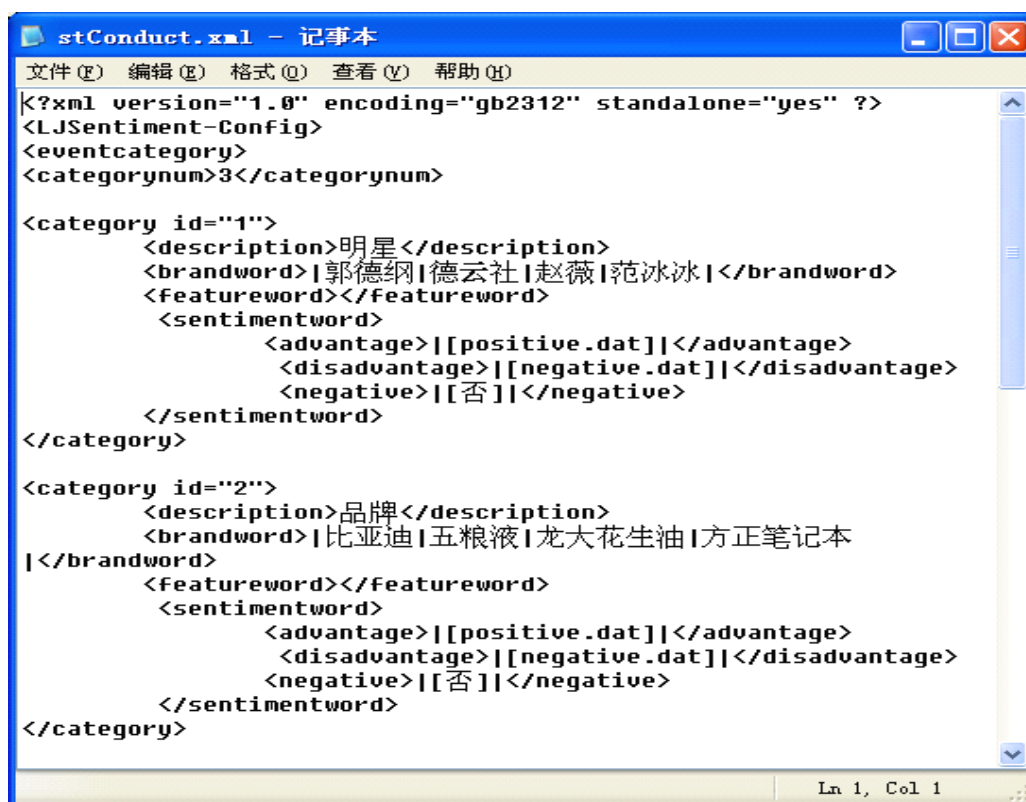 stConduct.xml - 记事本
文件(F) 编辑(E) 格式(O) 查看(V) 帮助(H)
<?xml version="1.0" encoding="gb2312" standalone="yes" ?>
<LJSentiment-Config>
<eventcategory>
<categorynum>3</categorynum>
<category id="1">
<description>明星</description>
<brandword>|郭德纲|德云社|赵薇|范冰冰|</brandword>
<featureword></featureword>
<sentimentword>
<advantage>|[positive.dat]|</advantage>
<disadvantage>|[negative.dat]|</disadvantage>
<negative>|[否]|</negative>
</sentimentword>
</category>
<category id="2">
<description>品牌</description>
<brandword>|比亚迪|五粮液|龙大花生油|方正笔记本
|</brandword>
<featureword></featureword>
<sentimentword>
<advantage>|[positive.dat]|</advantage>
<disadvantage>|[negative.dat]|</disadvantage>
<negative>|[否]|</negative>
</sentimentword>
</category>
Ln 1, Col 1